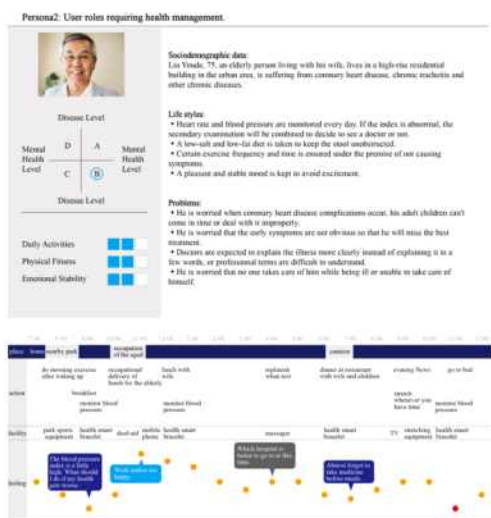 Persona2: User roles requiring health management.
Sociodemographic data:
75, an elderly person living with his wife, lives in a high-rise residential
building in the urban area, is suffering from coronary heart disease, chronic tracheitis and
other chronic diseases.
Life styles:
• Heart rate and blood pressure are monitored every day. If the index is abnormal, the
secondary examination will be combined to decide to see a doctor or not.
• A low-salt and low-fat diet is taken to keep the stool unobstructed.
• Certain exercise frequency and time is ensured under the premise of not causing
symptoms.
• A pleasant and stable mood is kept to avoid excitement.
Problems:
• He is worried when coronary heart disease complications occur, his adult children can't
come in time or deal with it improperly.
• He is worried that the early symptoms are not obvious so that he will miss the best
treatment.
• Doctors are expected to explain the illness more clearly instead of explaining it in a
few words, or professional terms are difficult to understand.
• He is worried that no one takes care of him while being ill or unable to take care of
himself.
Disease Level
Mental
Health
Level
D
A
C
B
Mental
Health
Level
Disease Level
Daily Activities
Physical Fitness
Emotional Stability
place
home
nearby park
occupation
of the aged
canteen
action
do morning exercise
after waking up
occupational
delivery of
lunch for the elderly
lunch with
wife
dinner at restaurant
with wife and children
evening News
go to bed
breakfast
monitor blood
pressure
monitor blood
pressure
stretch
whenever you
have time
monitor blood
pressure
facility
park sports
equipment
health smart
bracelet
mobile
phone
health smart
bracelet
massager
health smart
bracelet
TV
stretching
equipment
health smart
bracelet
feeling
The blood pressure
index is a little
high. What should
I do if my health
gets worse.
Work makes me
happy.
Which hospital is
better to go to at this
time.
Almost forgot to
take medicine
before meals.